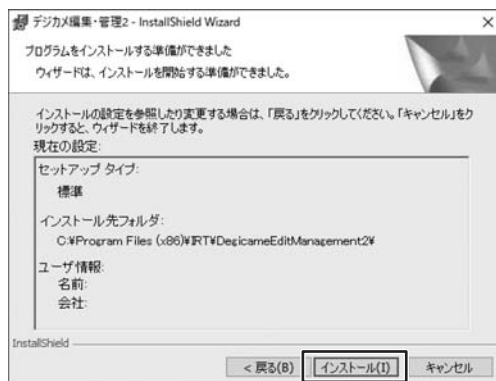 デジカメ編集・管理2 - InstallShield Wizard
プログラムをインストールする準備ができました
ウィザードは、インストールを開始する準備ができました。
インストールの設定を参照したり変更する場合は、「戻る」をクリックしてください。「キャンセル」をク
リックすると、ウィザードを終了します。
現在の設定:
セットアップ タイプ:
標準
インストール先フォルダ:
C:¥Program Files (x86)¥IRT¥DegicameEditManagement2¥
ユーザ情報:
名前:
会社:
InstallShield
< 戻る(B)
インストール(I)
キャンセル